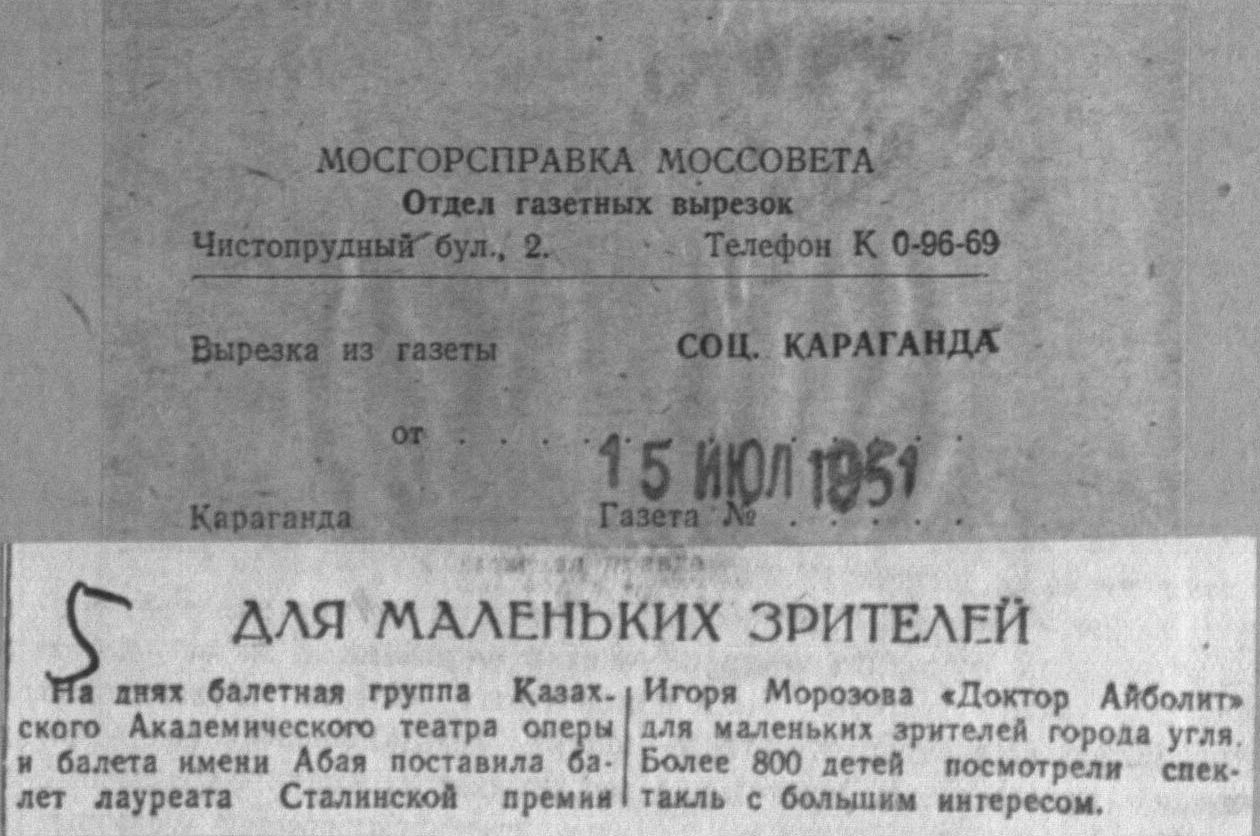 МОСГОРСПРАВКА МОССОВЕТА
Отдел газетных вырезок
Чистопрудный бул., 2. Телефон К 0-96-69
Вырезка из газеты СОЦ. КАРАГАНДА
от . . . . . . . . . .
15 ИЮЛ 1951
Караганда Газета № . . . . .
5
ДЛЯ МАЛЕНЬКИХ ЗРИТЕЛЕЙ
На днях балетная группа Казах-
ского Академического театра оперы
и балета имени Абая поставила ба-
лет лауреата Сталинской премии
Игоря Морозова «Доктор Айболит»
для маленьких зрителей города угля.
Более 800 детей посмотрели спек-
такль с большим интересом.